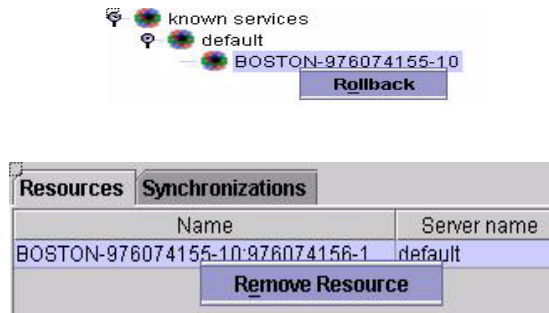 known services
default
BOSTON-976074155-10
Rollback
Resources Synchronizations
Name Server name
BOSTON-976074155-10:976074156-1 default
Remove Resource